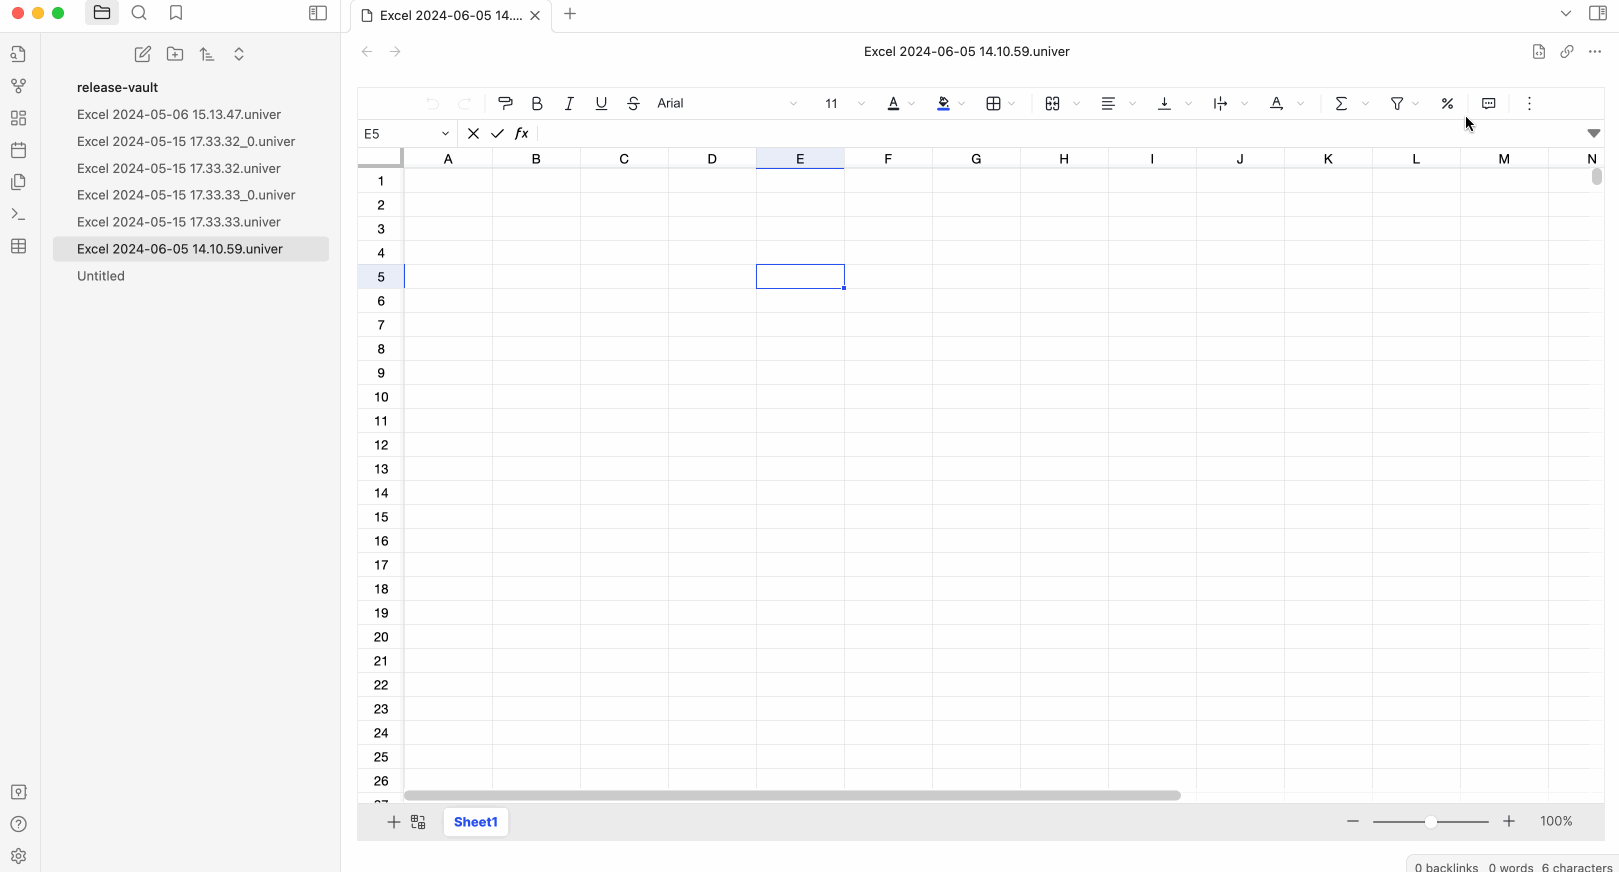 Excel 2024-06-05 14....
Excel 2024-06-05 14.10.59.univer
release-vault
Excel 2024-05-06 15.13.47.univer
Excel 2024-05-15 17.33.32_0.univer
Excel 2024-05-15 17.33.32.univer
Excel 2024-05-15 17.33.33_0.univer
Excel 2024-05-15 17.33.33.univer
Excel 2024-06-05 14.10.59.univer
Untitled
Arial 11
E5 fx
A B C D E F G H I J K L M N
1
2
3
4
5
6
7
8
9
10
11
12
13
14
15
16
17
18
19
20
21
22
23
24
25
26
Sheet1 100%
0 backlinks 0 words 6 characters